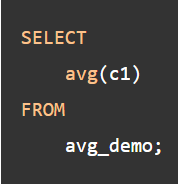 SELECT
    avg(c1)
FROM
    avg_demo;